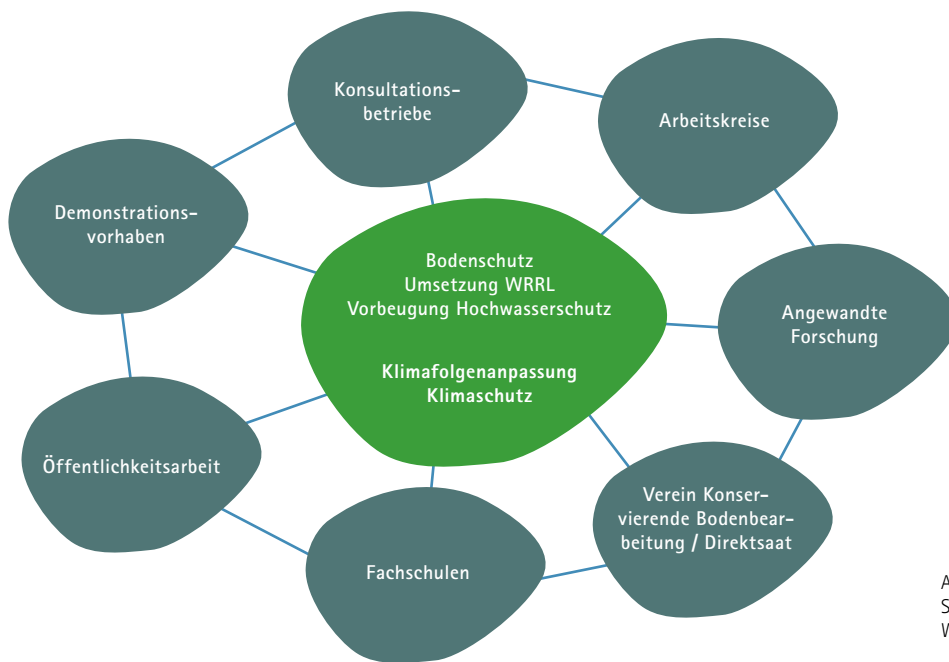 Konsultations-
betriebe
Arbeitskreise
Demonstrations-
vorhaben
Bodenschutz
Umsetzung WRRL
Vorbeugung Hochwasserschutz
Klimafolgenanpassung
Klimaschutz
Angewandte
Forschung
Öffentlichkeitsarbeit
Verein Konser-
vierende Bodenbear-
beitung / Direktsaat
Fachschulen
A
S
W